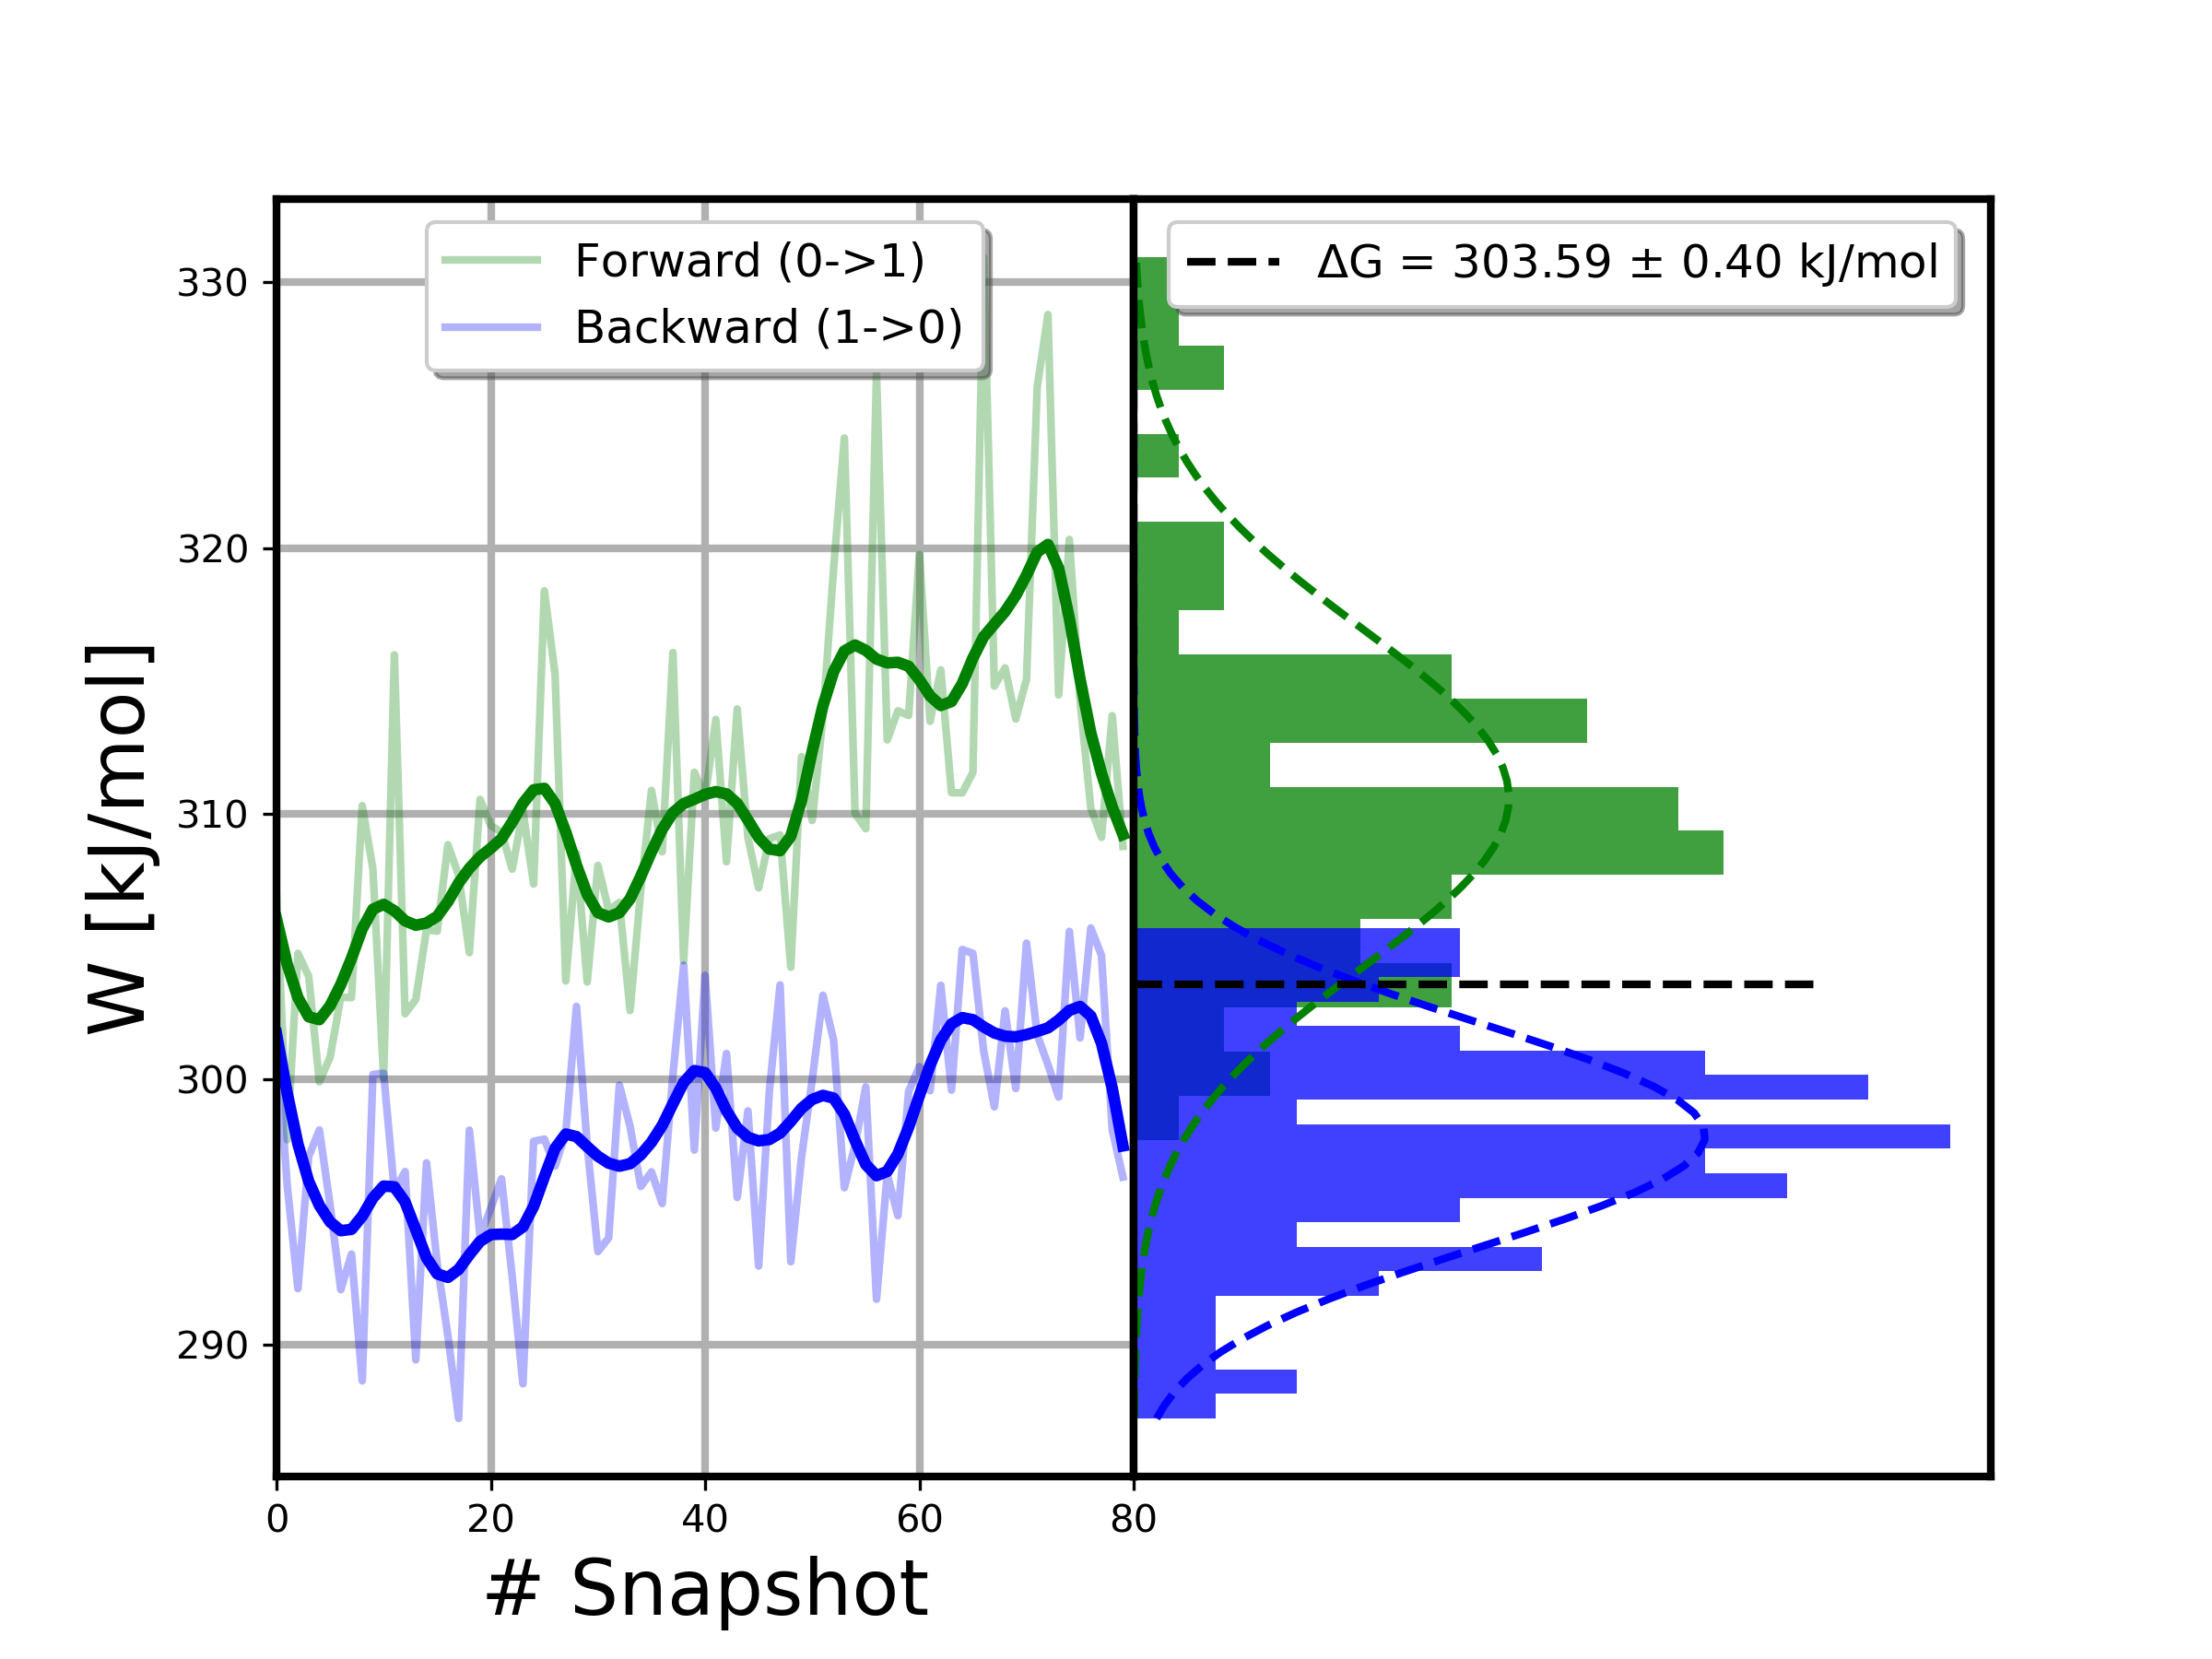 Forward (0->1)
Backward (1->0)
ΔG = 303.59 ± 0.40 kJ/mol
330
320
310
300
290
W [kJ/mol]
0
20
40
60
80
# Snapshot